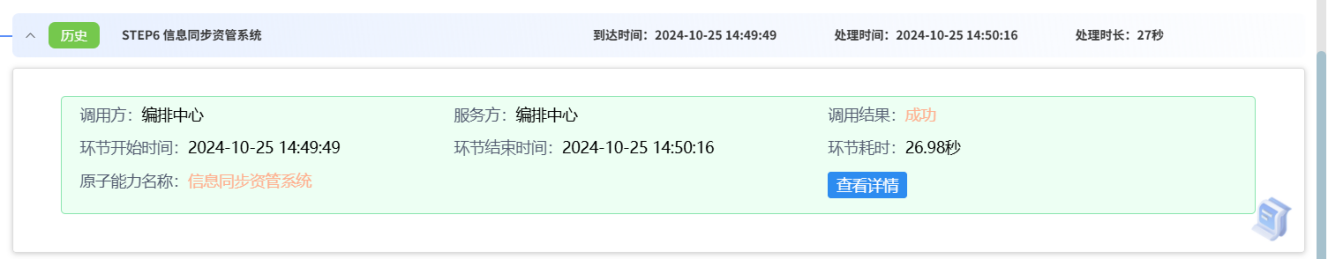 历史 STEP6 信息同步资管系统 到达时间：2024-10-25 14:49:49 处理时间：2024-10-25 14:50:16 处理时长：27秒
调用方：编排中心 服务方：编排中心 调用结果：成功
环节开始时间：2024-10-25 14:49:49 环节结束时间：2024-10-25 14:50:16 环节耗时：26.98秒
原子能力名称：信息同步资管系统 查看详情